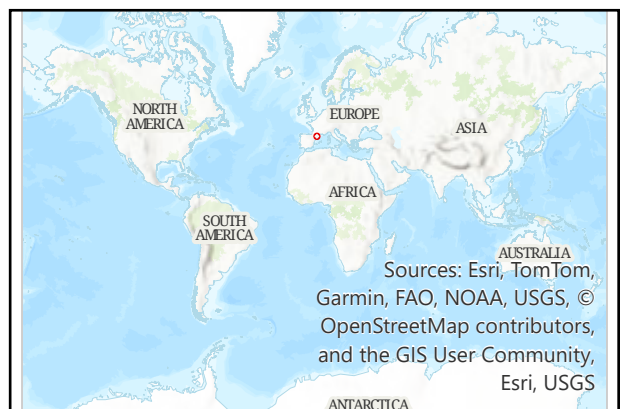 NORTH
AMERICA
EUROPE
ASIA
AFRICA
SOUTH
AMERICA
AUSTRALIA
Sources: Esri, TomTom,
Garmin, FAO, NOAA, USGS, ©
OpenStreetMap contributors,
and the GIS User Community,
Esri, USGS
ANTARCTICA